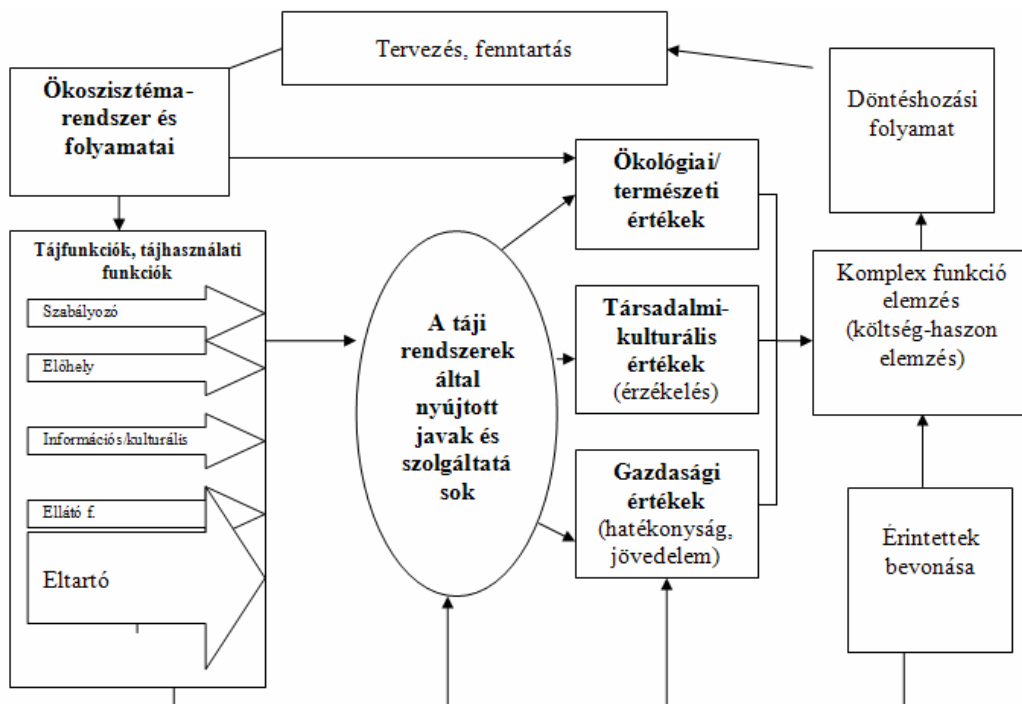 Tervezés, fenntartás
Ökoszisztéma-
rendszer és
folyamatai
Döntéshozási
folyamat
Ökológiai/
természeti
értékek
Tájfunkciók, tájhasználati
funkciók
Szabályozó
Előhely
Információs/kulturális
Ellátó f.
Eltartó
A táji
rendszerek
által
nyújtott
javak és
szolgáltatá
sok
Társadalmi-
kulturális
értékek
(érzékelés)
Gazdasági
értékek
(hatékonyság,
jövedelem)
Komplex funkció
elemzés
(költség-haszon
elemzés)
Érintettek
bevonása